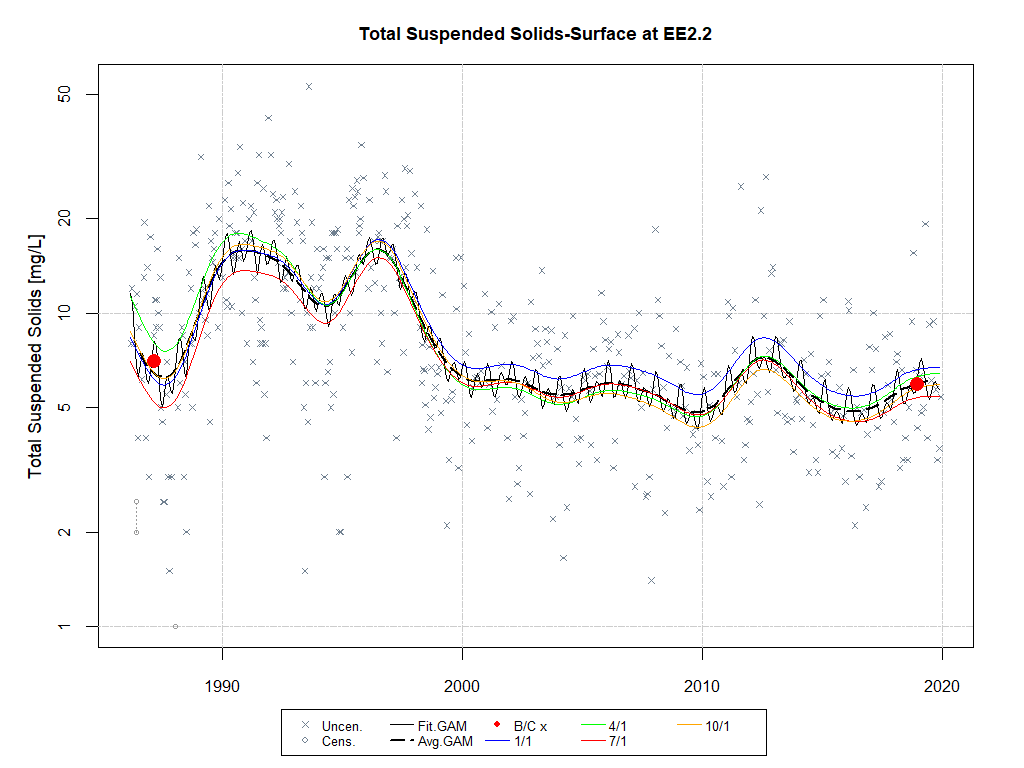 Total Suspended Solids-Surface at EE2.2
Total Suspended Solids [mg/L]
50
20
10
5
2
1
1990 2000 2010 2020
Uncen. Fit.GAM B/C x 4/1 10/1
Cens. Avg.GAM 1/1 7/1